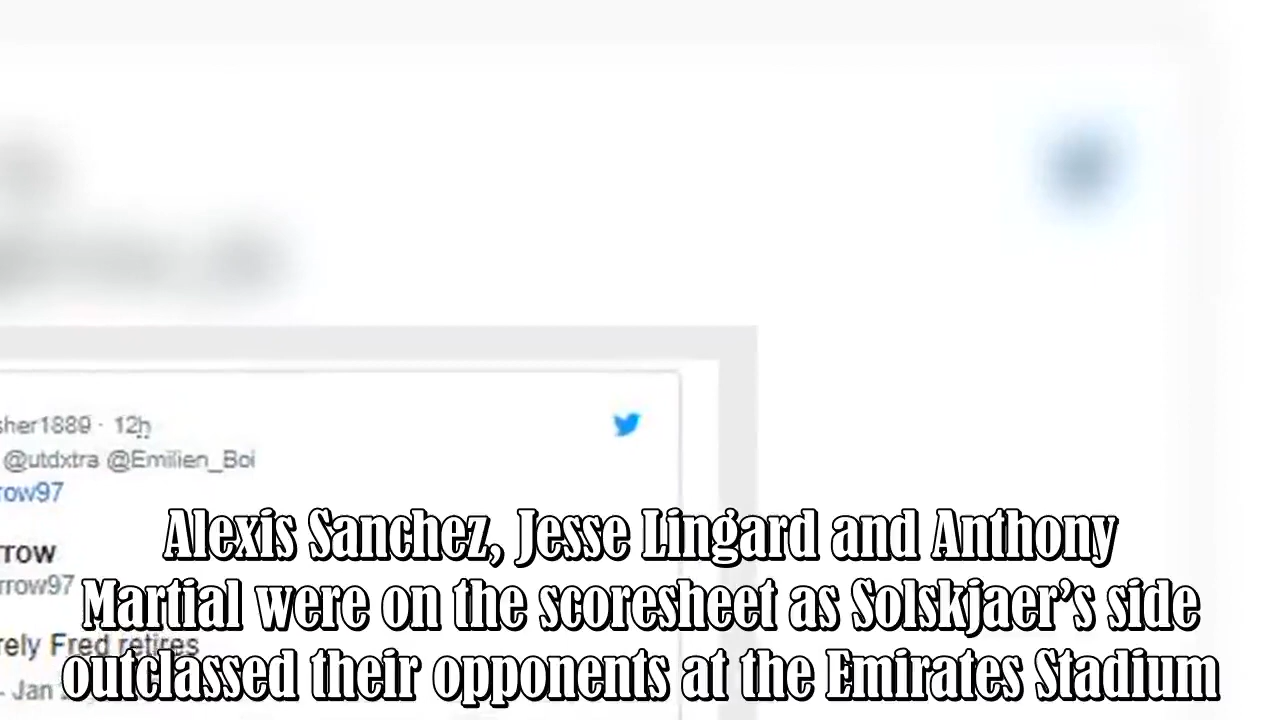 sher1889 · 12h
@utdxtra @Emilien_Boi
row97
Alexis Sanchez, Jesse Lingard and Anthony
rrow
rrow97
Martial were on the scoresheet as Solskjaer’s side
rely Fred retires
outclassed their opponents at the Emirates Stadium
- Jan